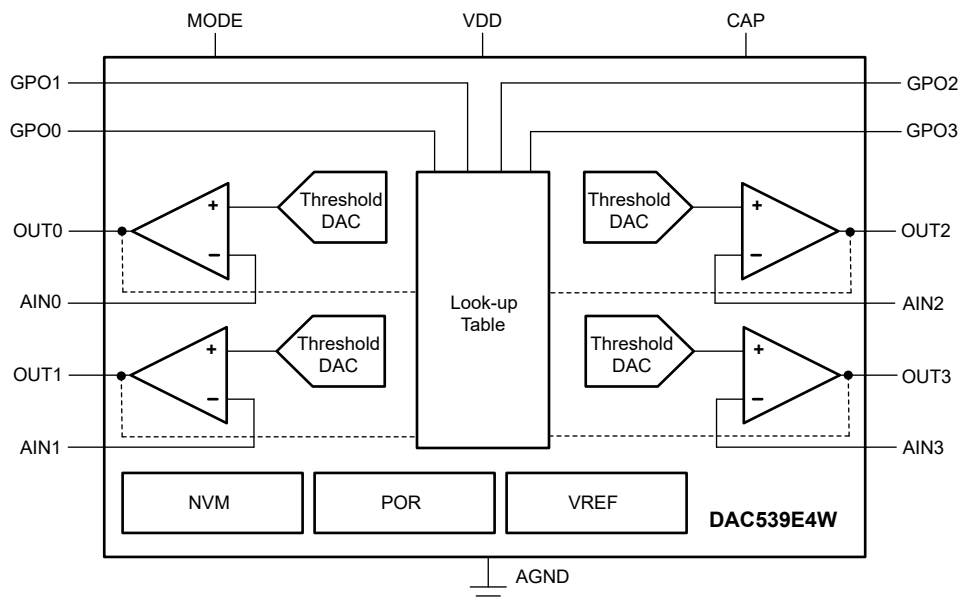 MODE
VDD
CAP
GPO1
GPO2
GPO0
GPO3
Threshold
DAC
Threshold
DAC
+
+
OUT0
OUT2
−
−
AIN0
AIN2
Look-up
Table
Threshold
DAC
Threshold
DAC
+
+
OUT1
OUT3
−
−
AIN1
AIN3
NVM
POR
VREF
DAC539E4W
AGND